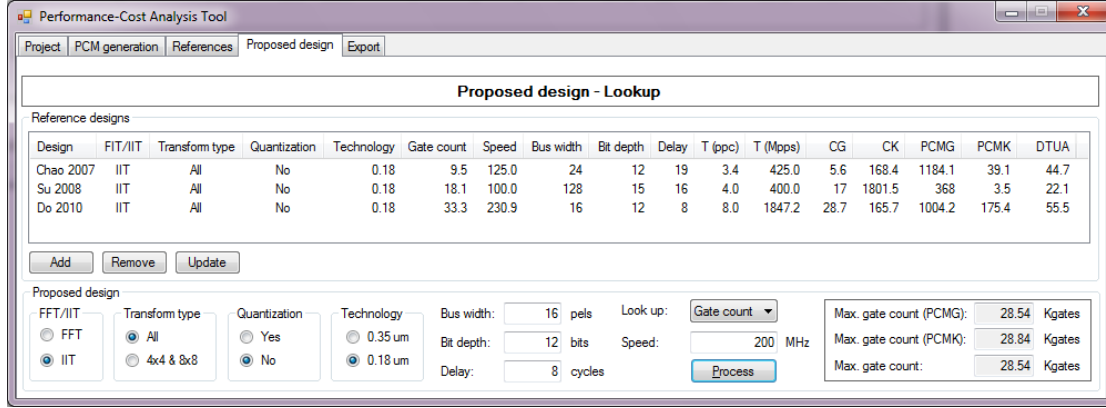 Performance-Cost Analysis Tool
Project PCM generation References Proposed design Export
Proposed design - Lookup
Reference designs
Design FIT/IIT Transform type Quantization Technology Gate count Speed Bus width Bit depth Delay T (ppc) T (Mpps) CG CK PCMG PCMK DTUA
Chao 2007 IIT All No 0.18 9.5 125.0 24 12 19 3.4 425.0 5.6 168.4 1184.1 39.1 44.7
Su 2008 IIT All No 0.18 18.1 100.0 128 15 16 4.0 400.0 17 1801.5 368 3.5 22.1
Do 2010 IIT All No 0.18 33.3 230.9 16 12 8 8.0 1847.2 28.7 165.7 1004.2 175.4 55.5
Add Remove Update
Proposed design
FFT/IIT Transform type Quantization Technology Bus width: 16 pels Look up: Gate count Max. gate count (PCMG): 28.54 Kgates
FFT All Yes 0.35 um Bit depth: 12 bits Speed: 200 MHz Max. gate count (PCMK): 28.84 Kgates
IIT 4x4 & 8x8 No 0.18 um Delay: 8 cycles Process Max. gate count: 28.54 Kgates